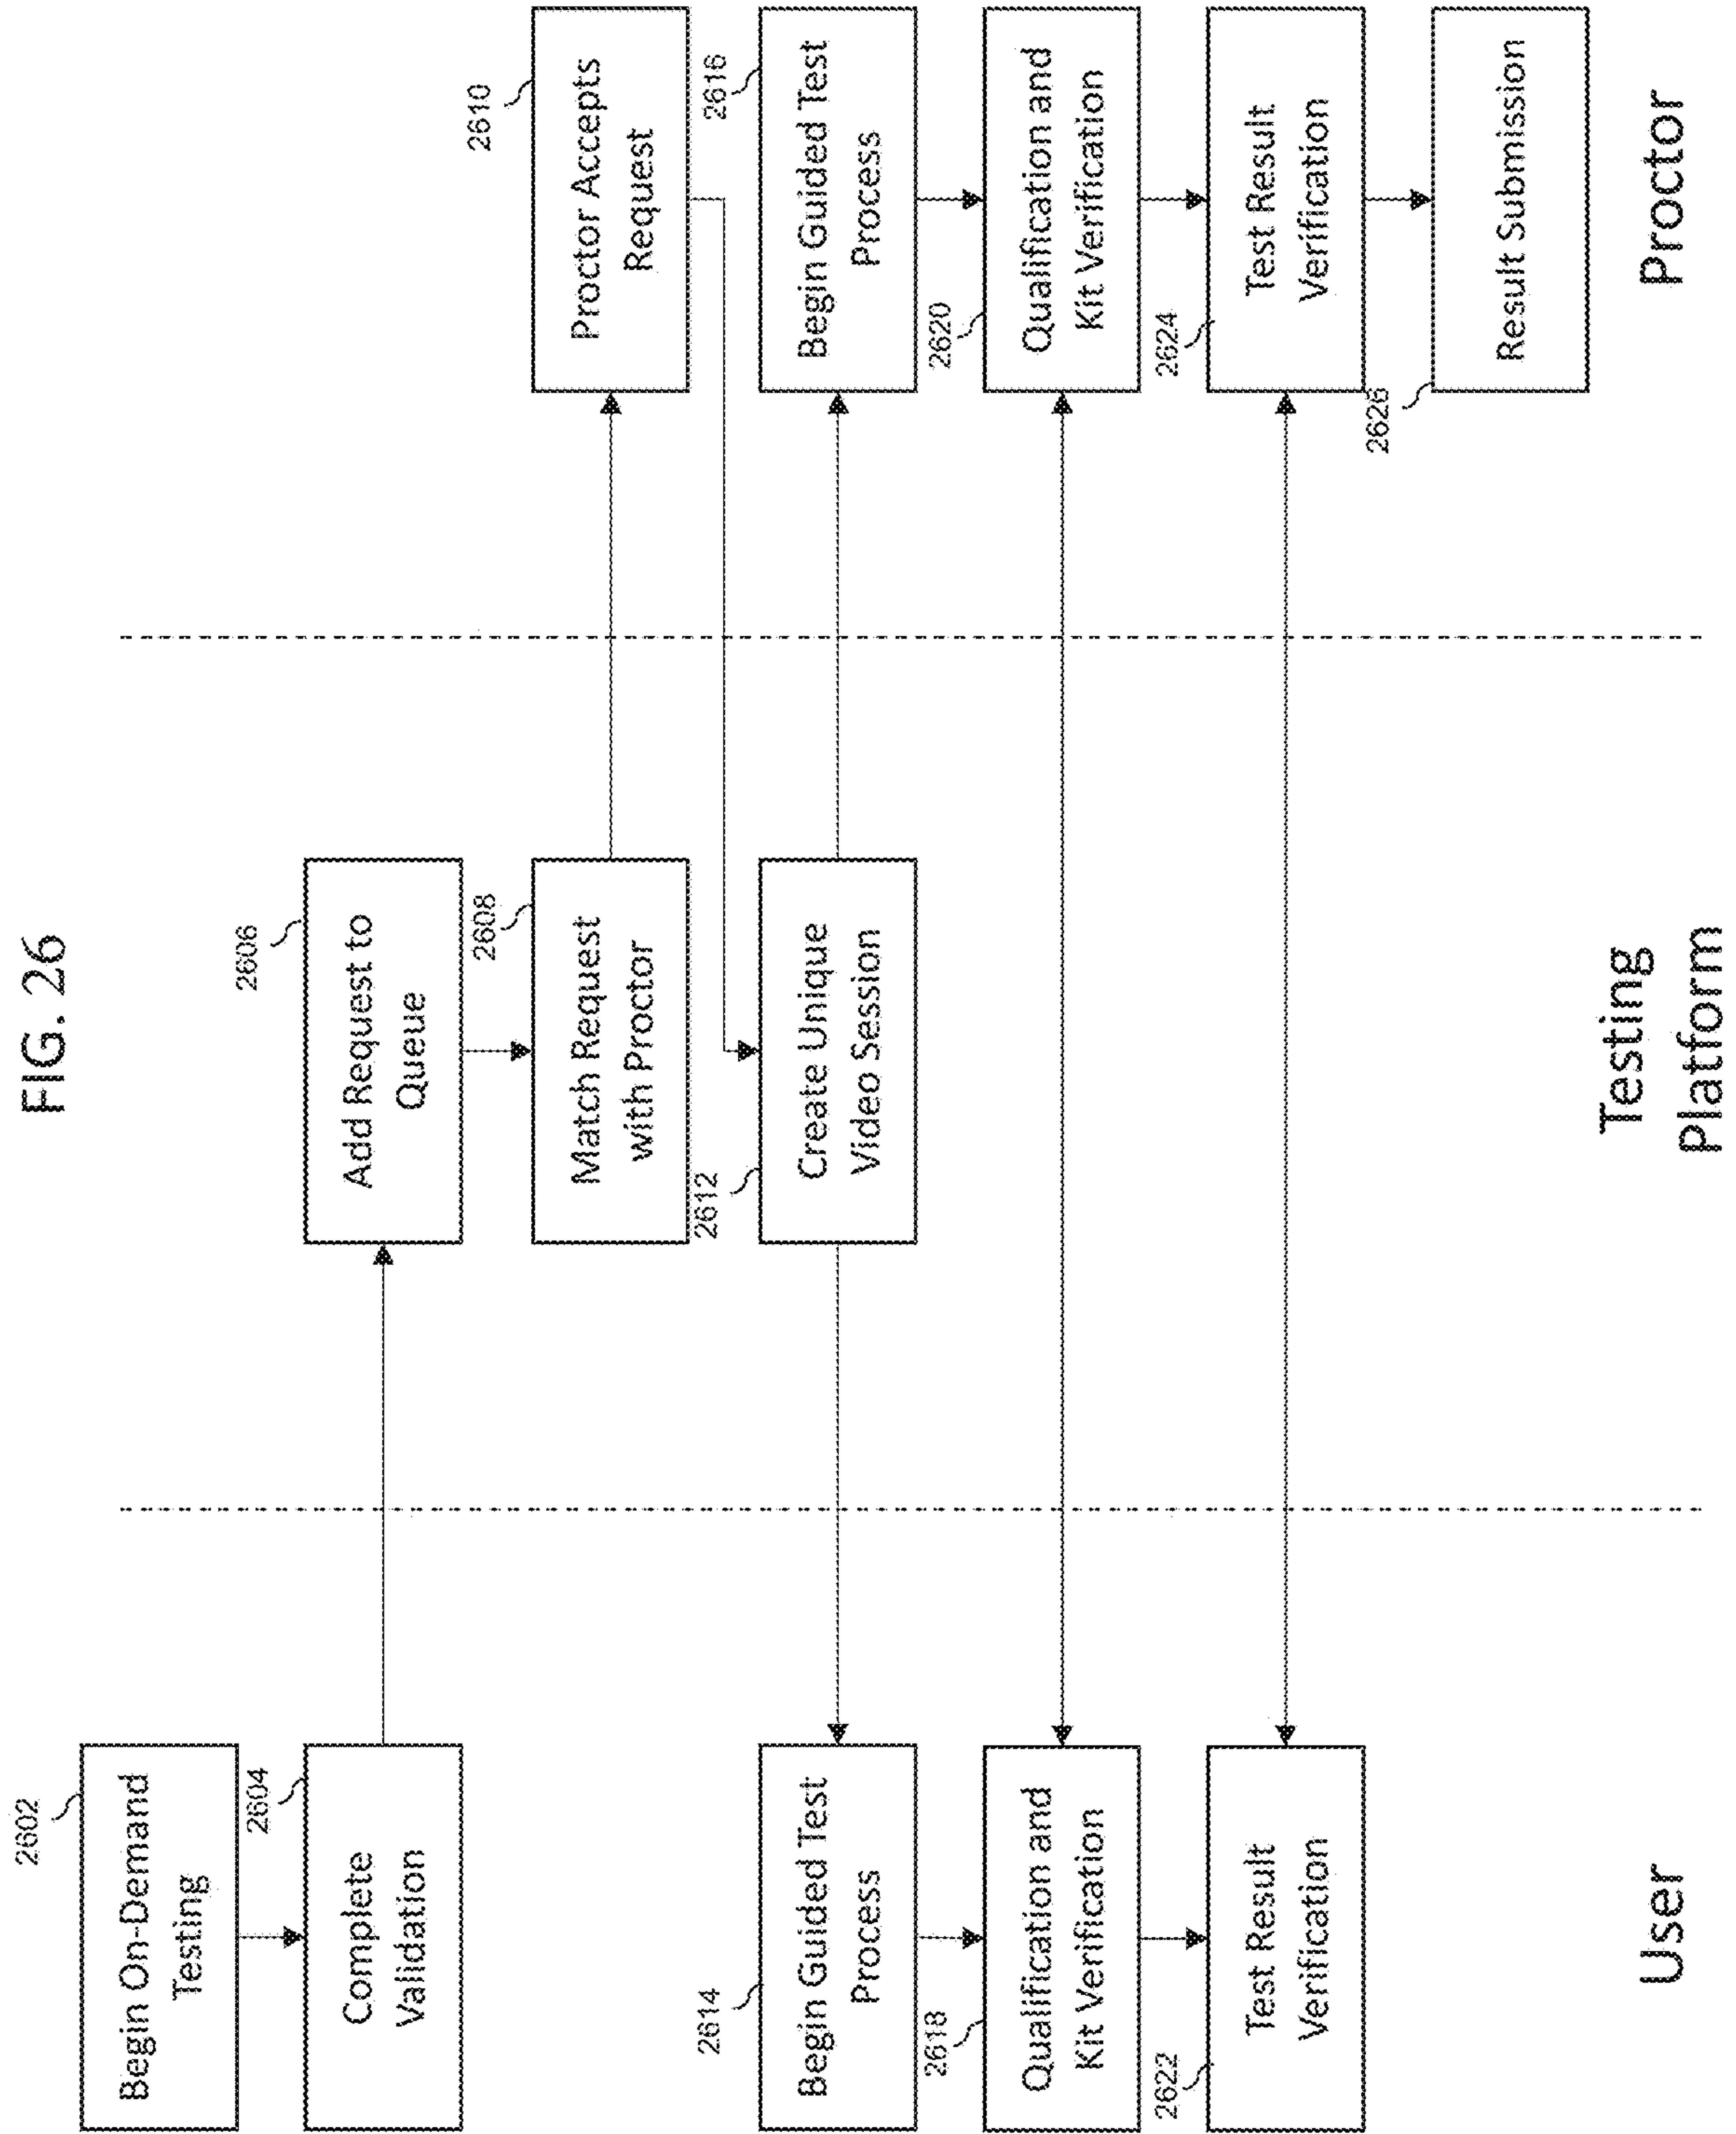 FIG. 26
2602
Begin On-Demand
Testing
2604
Complete
Validation
2606
Add Request to
Queue
2608
Match Request
with Proctor
2610
Proctor Accepts
Request
2612
Create Unique
Video Session
2614
Begin Guided Test
Process
2616
Begin Guided Test
Process
2618
Qualification and
Kit Verification
2620
Qualification and
Kit Verification
2622
Test Result
Verification
2624
Test Result
Verification
2626
Result Submission
User
Testing
Platform
Proctor